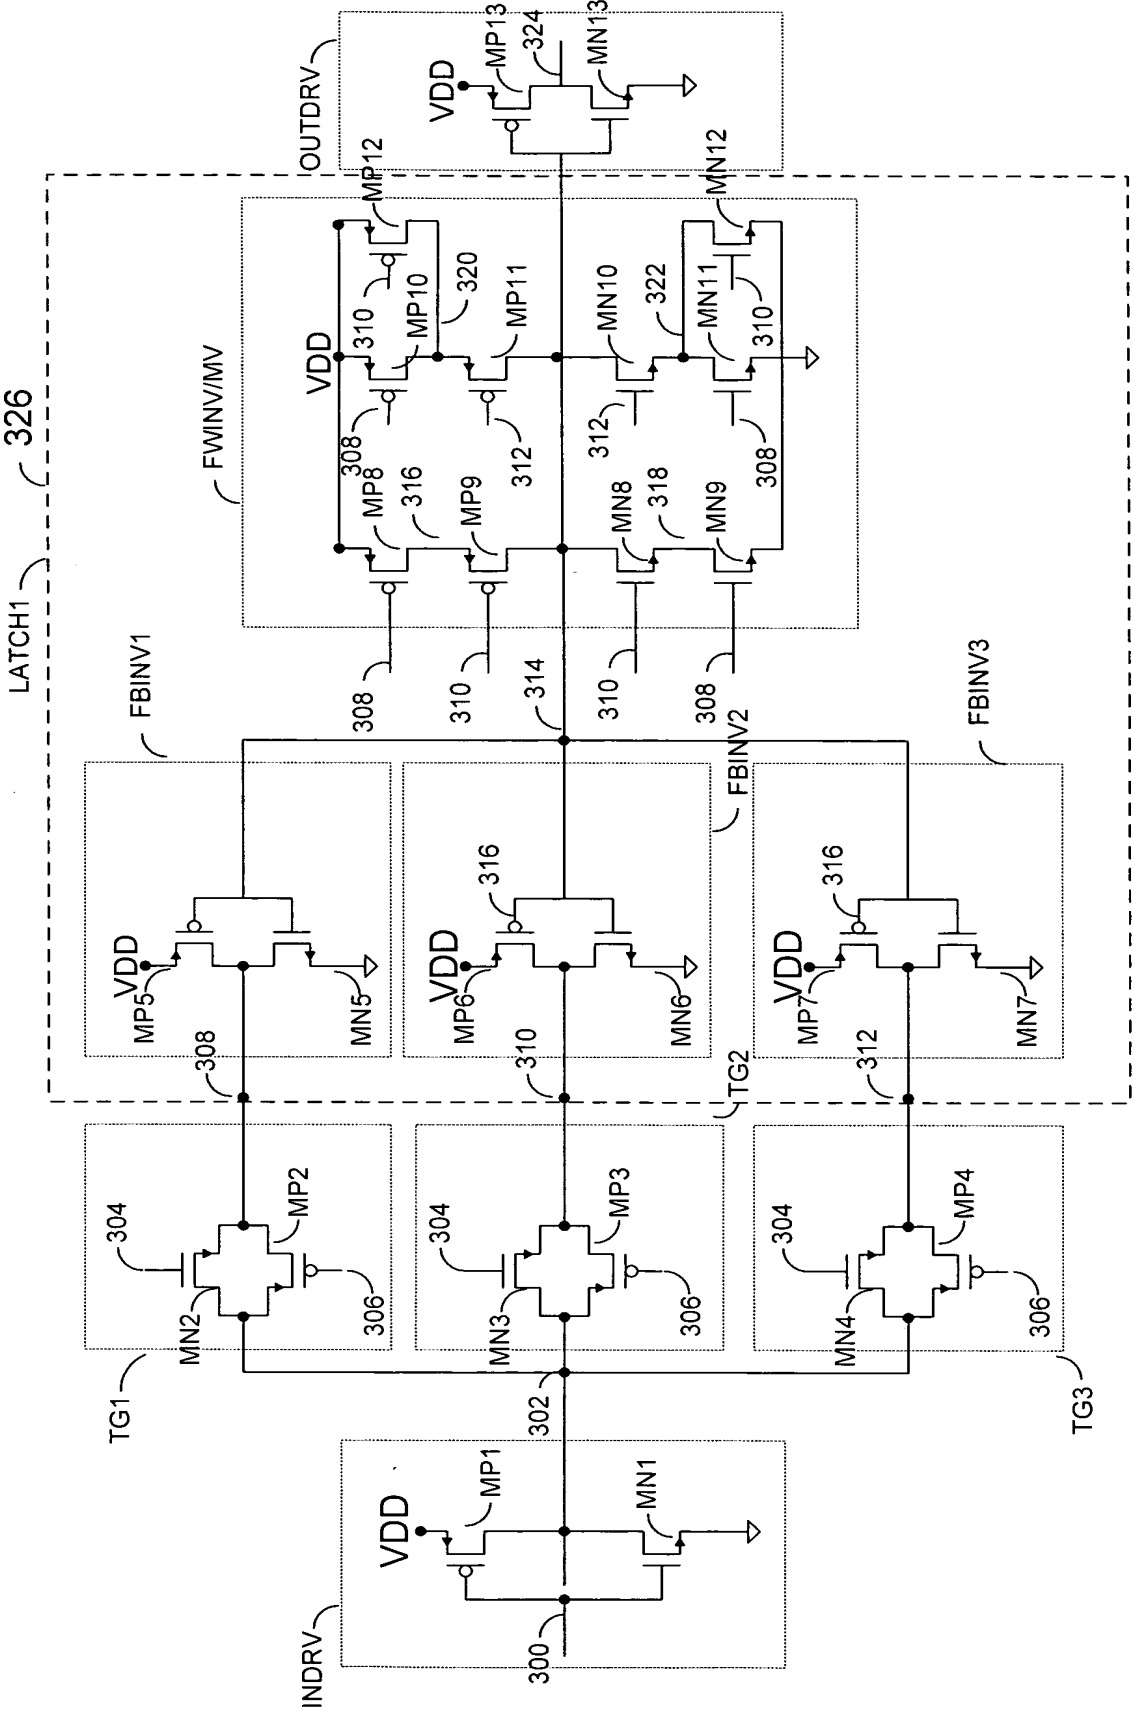 326
LATCH1
INDRV
VDD
MP1
MN1
300
302
TG1
304
MN2
MP2
306
304
MN3
MP3
306
TG2
304
MN4
MP4
306
TG3
308
310
312
FBINV1
VDD
MP5
MN5
FBINV2
VDD
MP6
316
MN6
FBINV3
VDD
MP7
316
MN7
314
FWINV/MV
VDD
308
MP8
316
310
MP9
310
MN8
318
308
MN9
308
MP10
310
MP12
320
312
MP11
312
MN10
322
308
MN11
310
MN12
OUTDRV
VDD
MP13
324
MN13